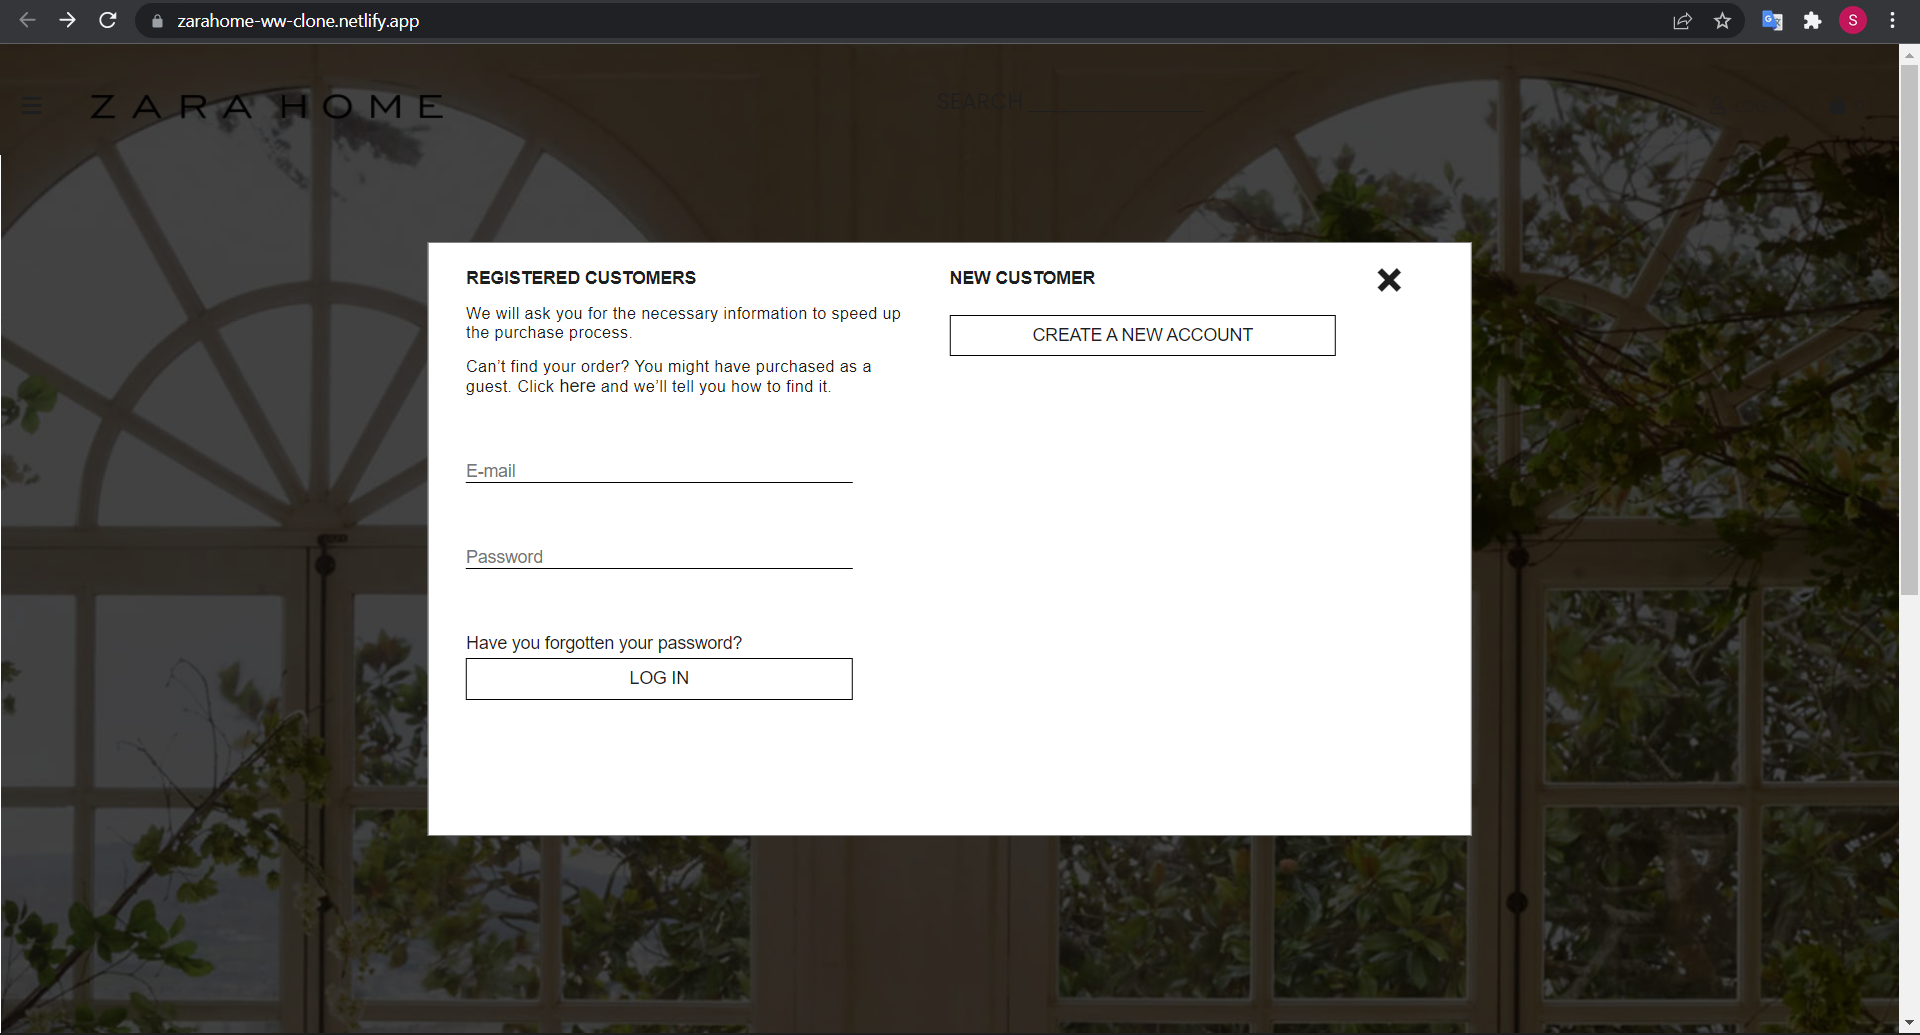 zarahome-ww-clone.netlify.app
S
ZARA HOME
SEARCH
REGISTERED CUSTOMERS
We will ask you for the necessary information to speed up
the purchase process.
Can’t find your order? You might have purchased as a
guest. Click here and we’ll tell you how to find it.
E-mail
Password
Have you forgotten your password?
LOG IN
NEW CUSTOMER
CREATE A NEW ACCOUNT